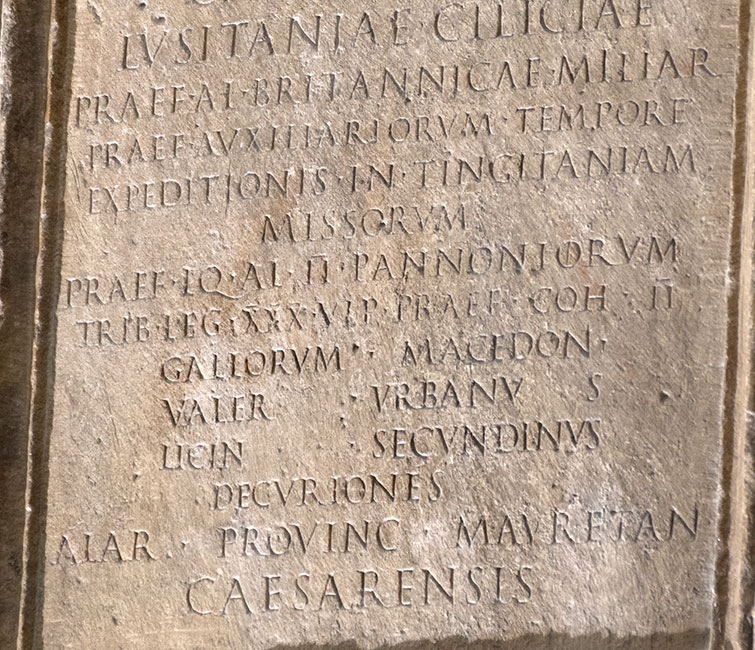 LVSITANIAE CILICIAE
PRAEF · AL · BRITANNICAE · MILIAR
PRAEF · AVXILIARIORVM · TEMPORE
EXPEDITIONIS · IN · TINGITANIAM
MISSORVM
PRAEF · EQ · AL · II · PANNONIORVM
TRIB · LEG · XXX · V · P · PRAEF · COH · II
GALLORVM · MACEDON ·
VALER · VRBANVS
LICIN SECVNDINVS
DECVRIONES
ALAR · PROVINC · MAVRETAN
CAESARENSIS